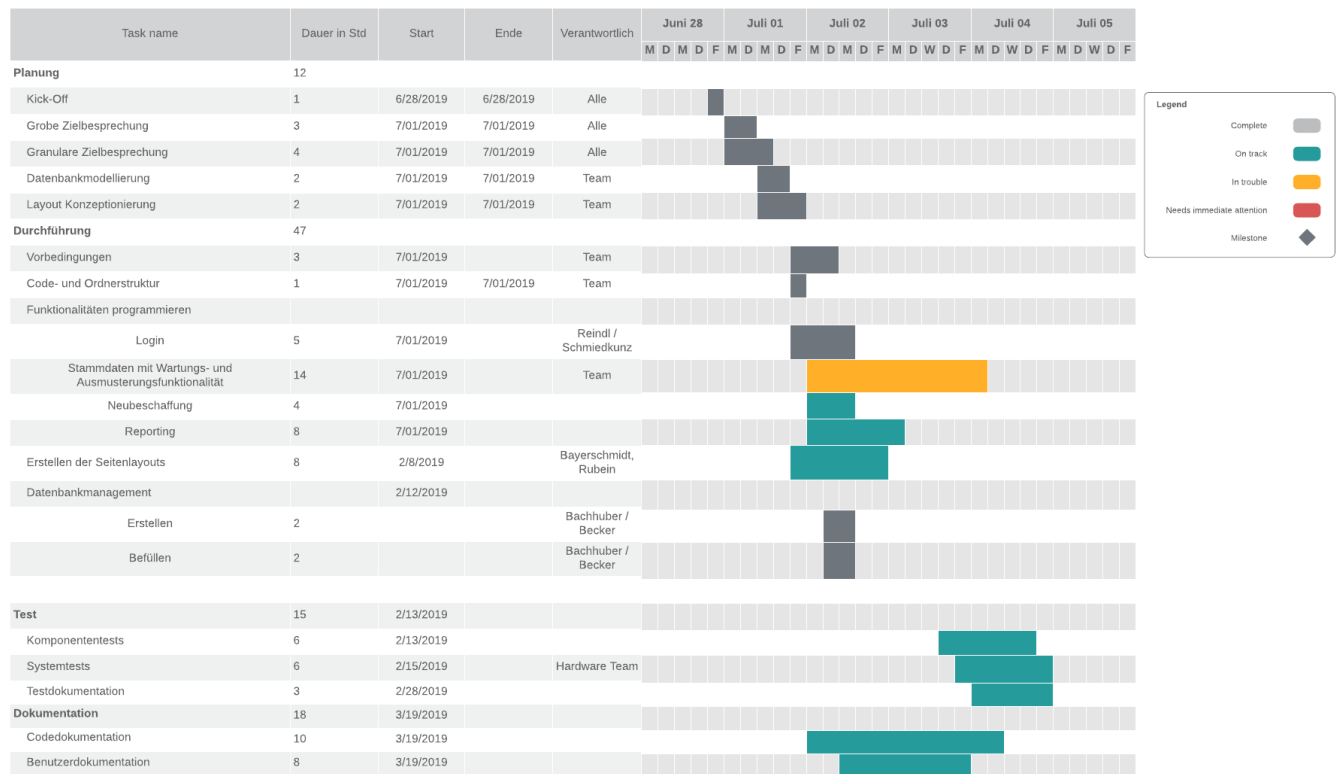 Task name Dauer in Std Start Ende Verantwortlich Juni 28 Juli 01 Juli 02 Juli 03 Juli 04 Juli 05
M D M D F M D M D F M D M D F M D W D F M D W D F M D W D F
Planung 12
Kick-Off 1 6/28/2019 6/28/2019 Alle
Grobe Zielbesprechung 3 7/01/2019 7/01/2019 Alle
Granulare Zielbesprechung 4 7/01/2019 7/01/2019 Alle
Datenbankmodellierung 2 7/01/2019 7/01/2019 Team
Layout Konzeptionierung 2 7/01/2019 7/01/2019 Team
Durchführung 47
Vorbedingungen 3 7/01/2019 Team
Code- und Ordnerstruktur 1 7/01/2019 7/01/2019 Team
Funktionalitäten programmieren
Login 5 7/01/2019 Reindl /
Schmiedkunz
Stammdaten mit Wartungs- und
Ausmusterungsfunktionalität 14 7/01/2019 Team
Neubeschaffung 4 7/01/2019
Reporting 8 7/01/2019
Erstellen der Seitenlayouts 8 2/8/2019 Bayerschmidt,
Rubein
Datenbankmanagement 2/12/2019
Erstellen 2 Bachhuber /
Becker
Befüllen 2 Bachhuber /
Becker
Test 15 2/13/2019
Komponententests 6 2/13/2019
Systemtests 6 2/15/2019 Hardware Team
Testdokumentation 3 2/28/2019
Dokumentation 18 3/19/2019
Codedokumentation 10 3/19/2019
Benutzerdokumentation 8 3/19/2019
Legend
Complete
On track
In trouble
Needs immediate attention
Milestone